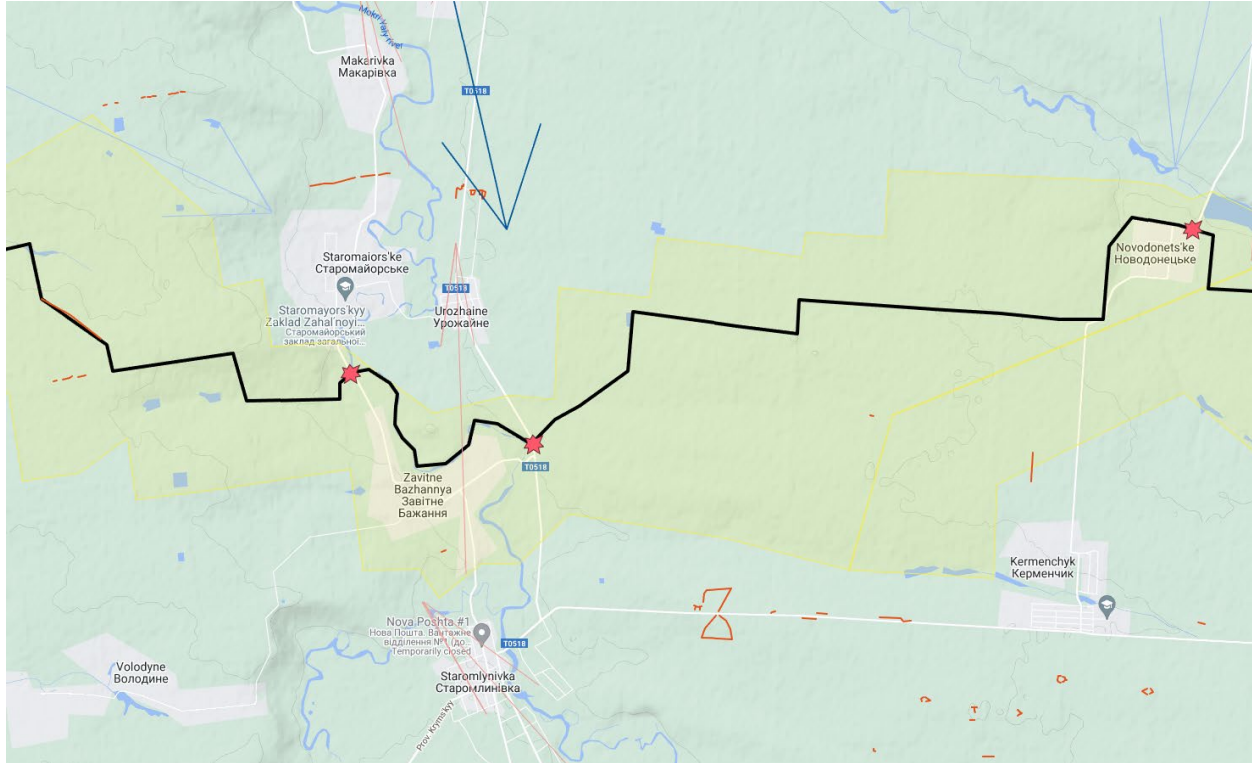 Mokri Yaly river
Makarivka
Макарівка
T0518
Staromaiors'ke
Старомайорське
Staromayors'kyy
Zaklad Zahal'noyi...
Старомайорський
заклад загальної...
T0518
Urozhaine
Урожайне
Novodonets'ke
Новодонецьке
T0518
Zavitne
Bazhannya
Завітне
Бажання
Kermenchyk
Керменчик
Nova Poshta #1
Нова Пошта. Вантажне
відділення №1 (до...
Temporarily closed
T0518
Volodyne
Володине
Staromlynivka
Старомлинівка
Prov. Kryms'kyy